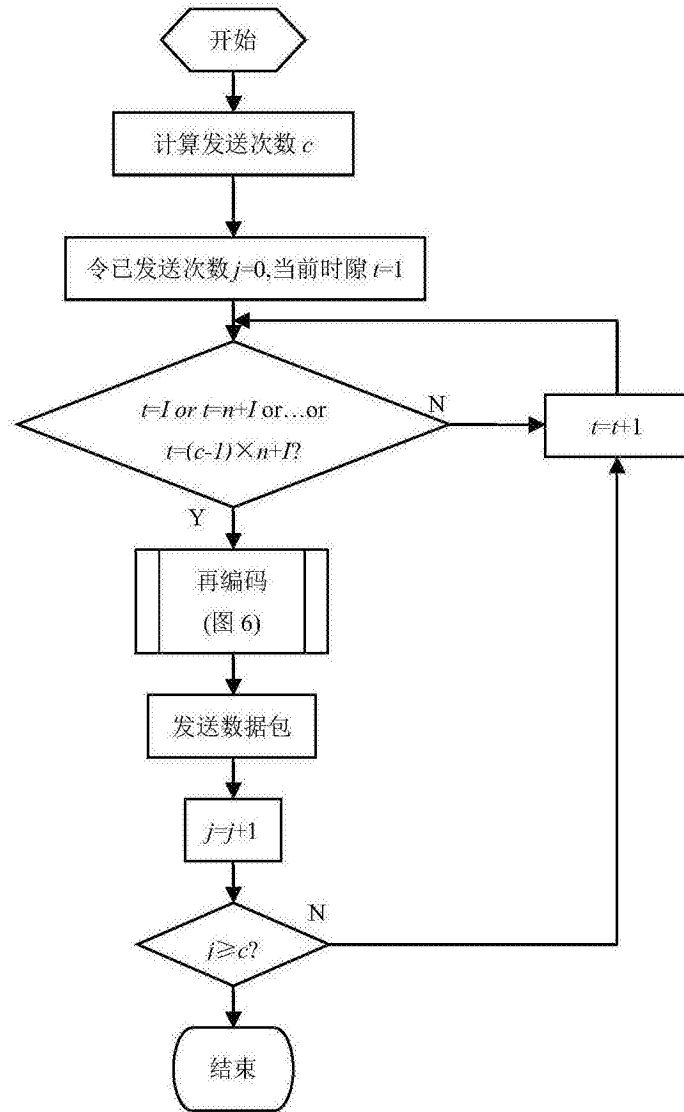 开始
计算发送次数 c
令已发送次数 j=0,当前时隙 t=1
t=I or t=n+I or…or
t=(c-1)×n+I?
N
t=t+1
Y
再编码
(图 6)
发送数据包
j=j+1
N
j≥c?
结束